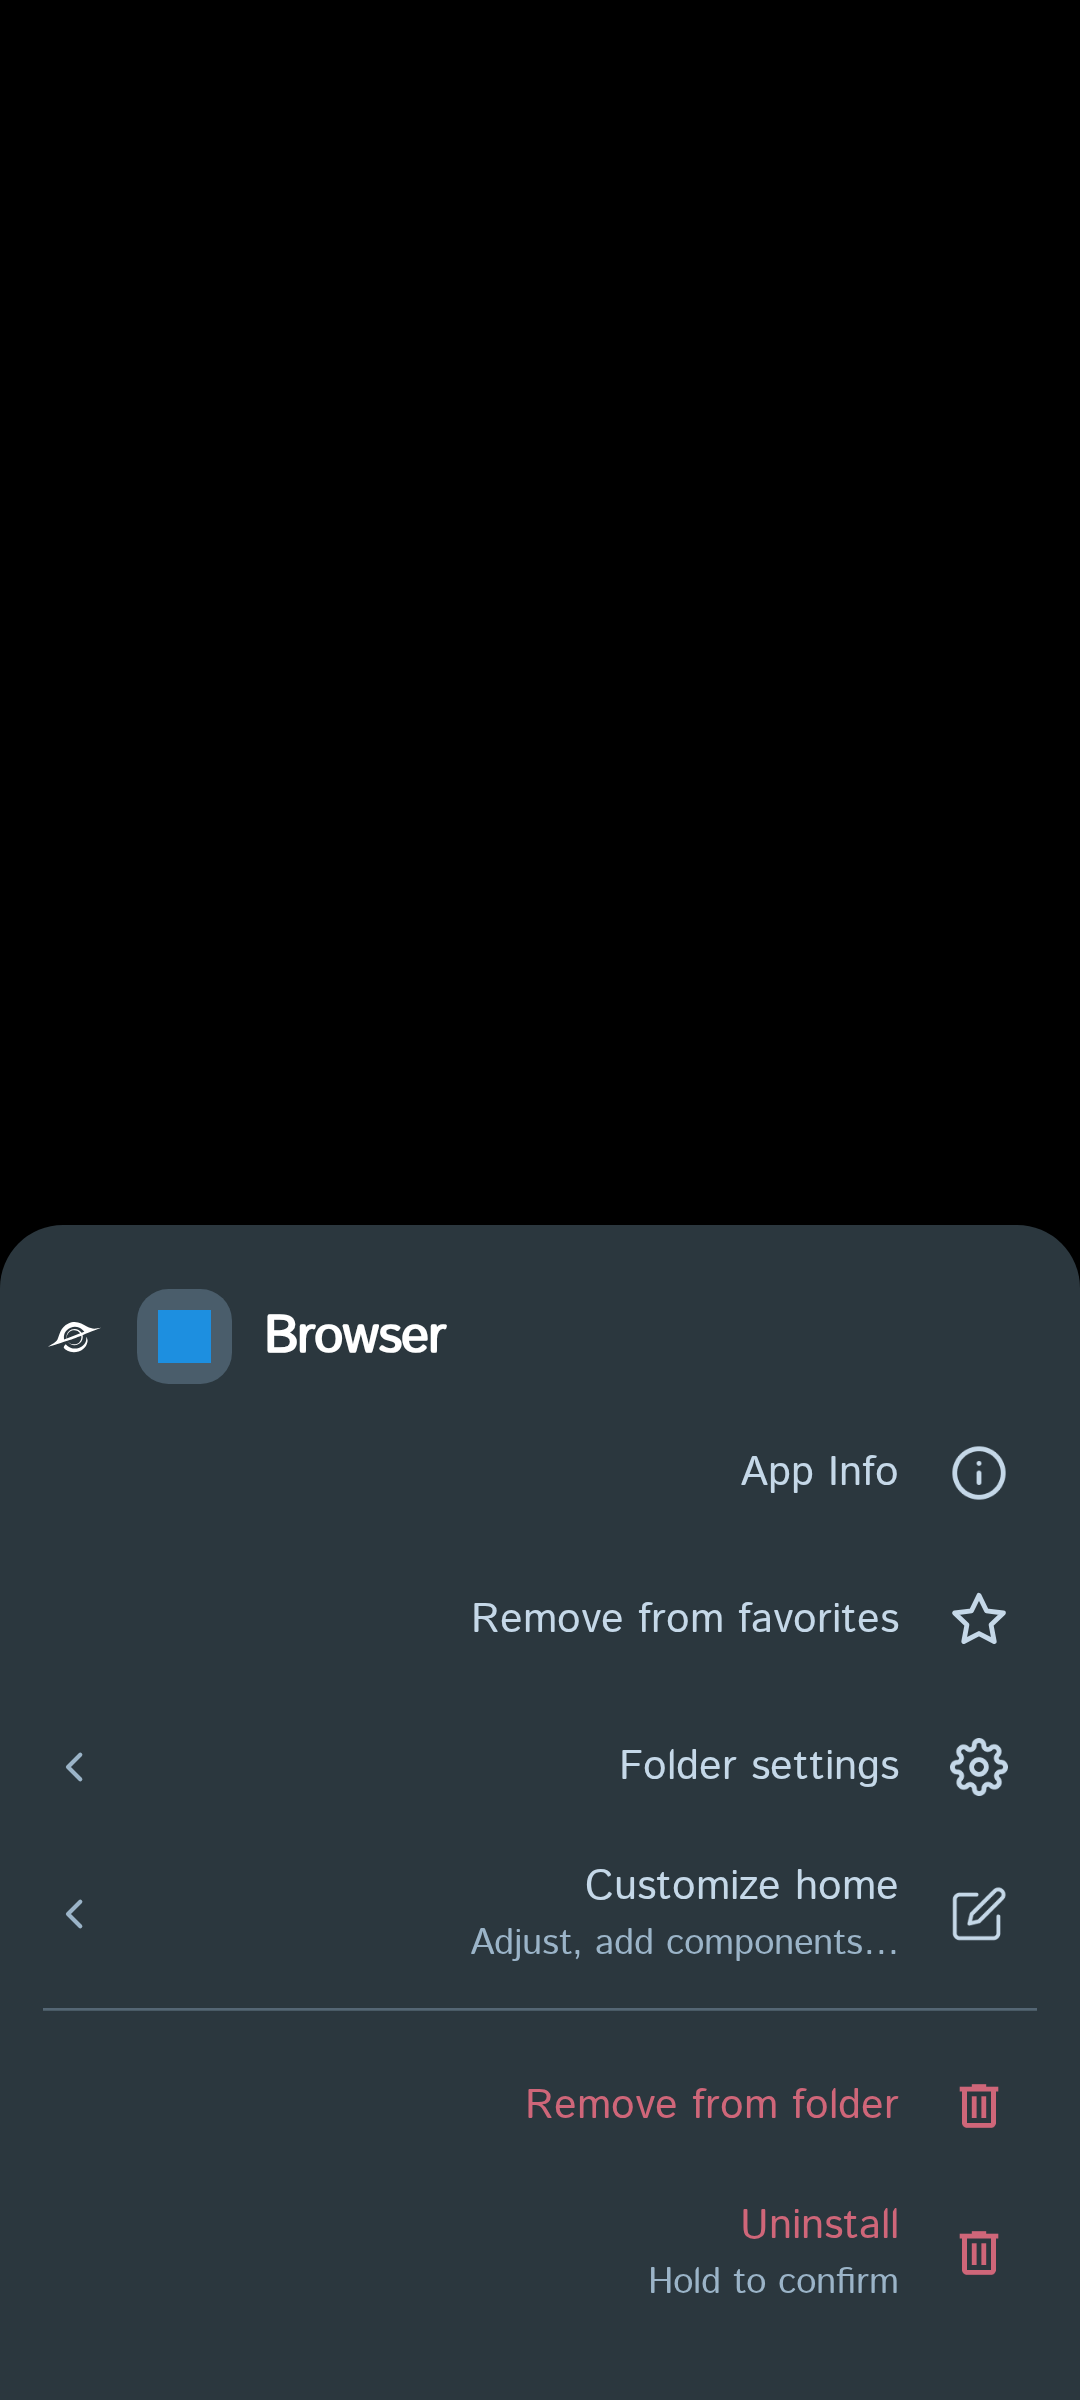 Browser
App Info
Remove from favorites
Folder settings
Customize home
Adjust, add components...
Remove from folder
Uninstall
Hold to confirm